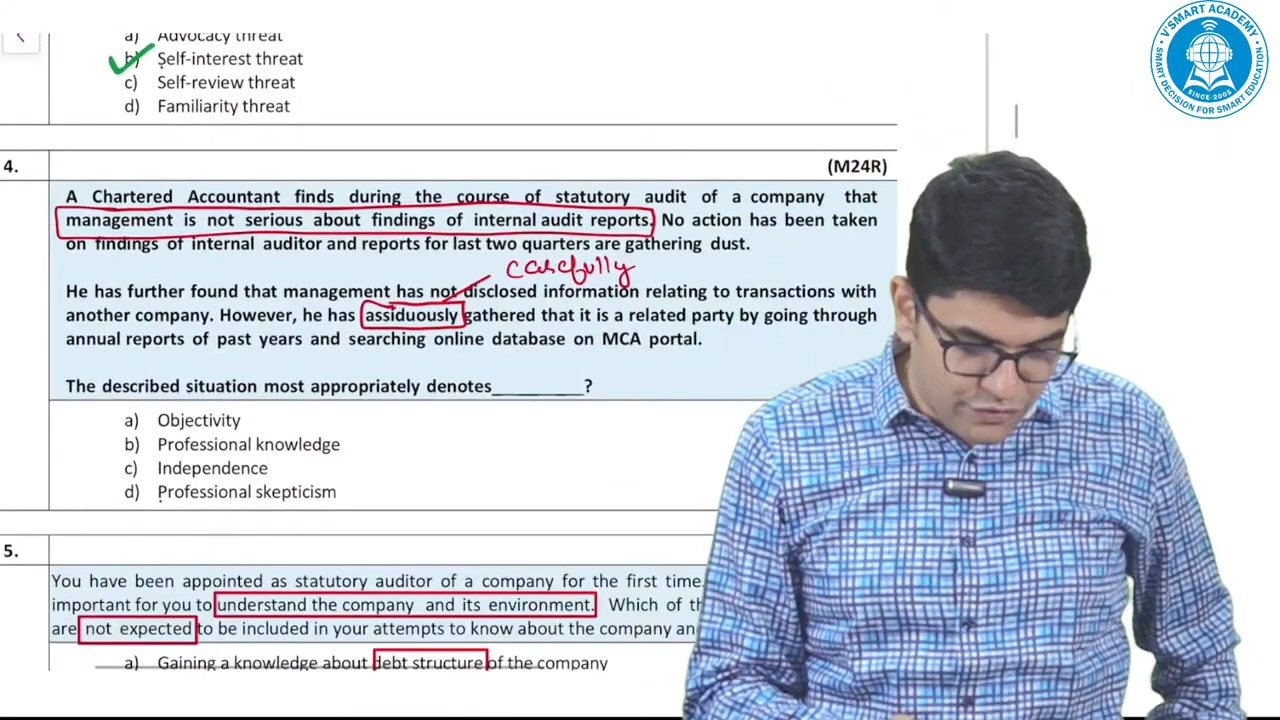 a) Advocacy threat
b) Self-interest threat
c) Self-review threat
d) Familiarity threat
4.
(M24R)
A Chartered Accountant finds during the course of statutory audit of a company that
management is not serious about findings of internal audit reports. No action has been taken
on findings of internal auditor and reports for last two quarters are gathering dust.
carefully
He has further found that management has not disclosed information relating to transactions with
another company. However, he has assiduously gathered that it is a related party by going through
annual reports of past years and searching online database on MCA portal.
The described situation most appropriately denotes_________?
a) Objectivity
b) Professional knowledge
c) Independence
d) Professional skepticism
5.
You have been appointed as statutory auditor of a company for the first time.
important for you to understand the company and its environment. Which of
are not expected to be included in your attempts to know about the company
a) Gaining a knowledge about debt structure of the company
V'SMART ACADEMY
SMART DECISION FOR SMART EDUCATION
SINCE-2005